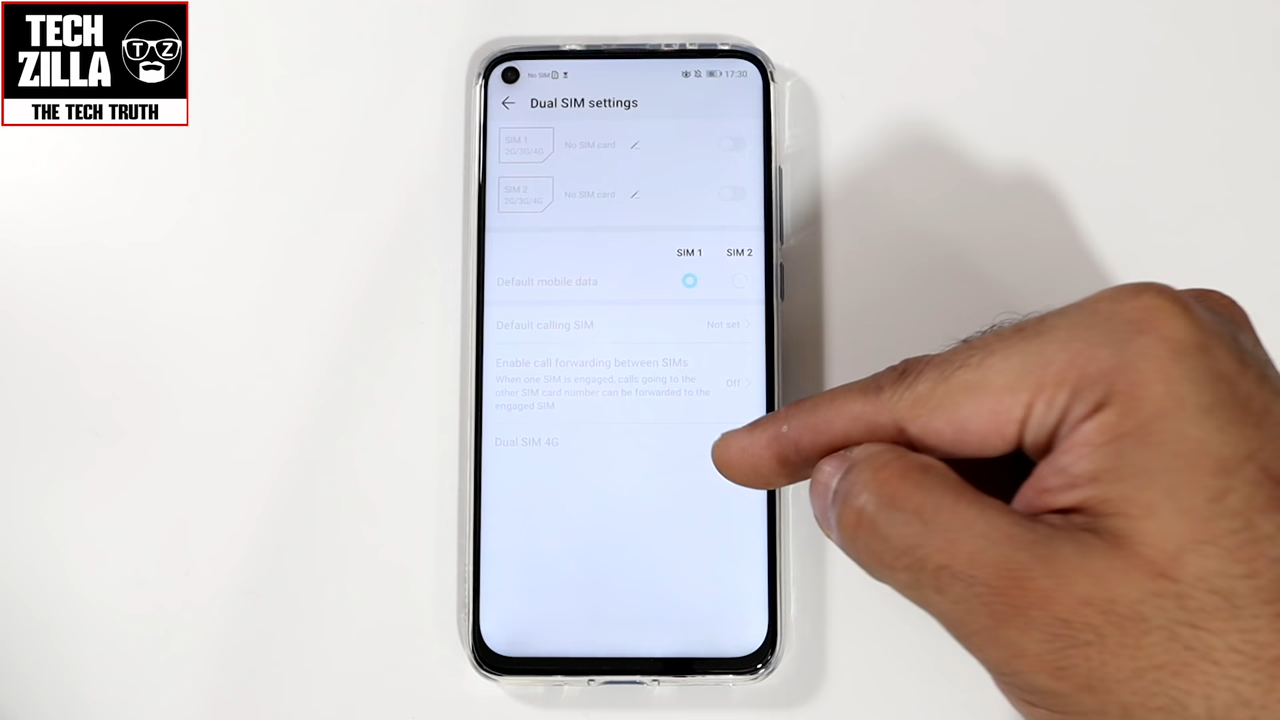 TECH
ZILLA
TZ
THE TECH TRUTH
No SIM
17:30
Dual SIM settings
SIM 1
2G/3G/4G
No SIM card
SIM 2
2G/3G/4G
No SIM card
SIM 1 SIM 2
Default mobile data
Default calling SIM Not set
Enable call forwarding between SIMs
When one SIM is engaged, calls going to the
other SIM card number can be forwarded to the
engaged SIM.
Off
Dual SIM 4G